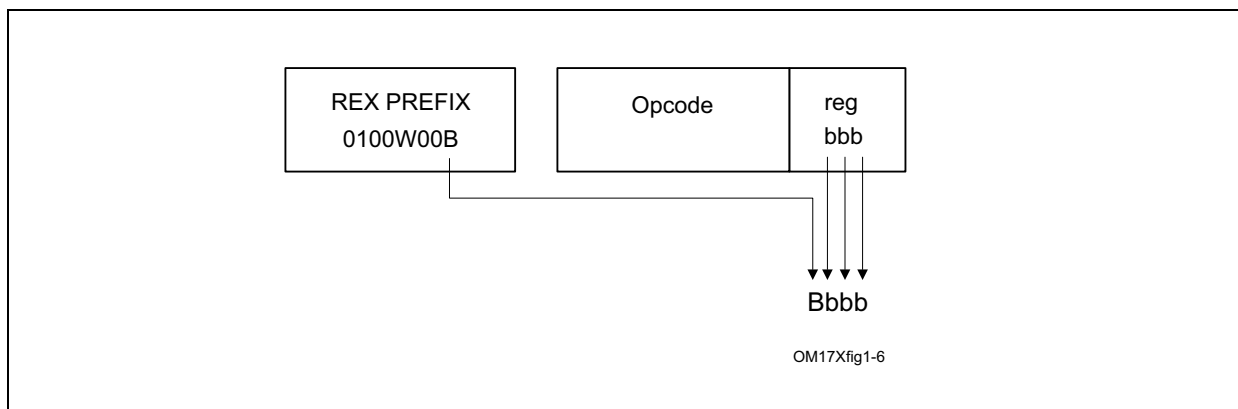 REX PREFIX
0100W00B
Opcode
reg
bbb
Bbbb
OM17Xfig1-6